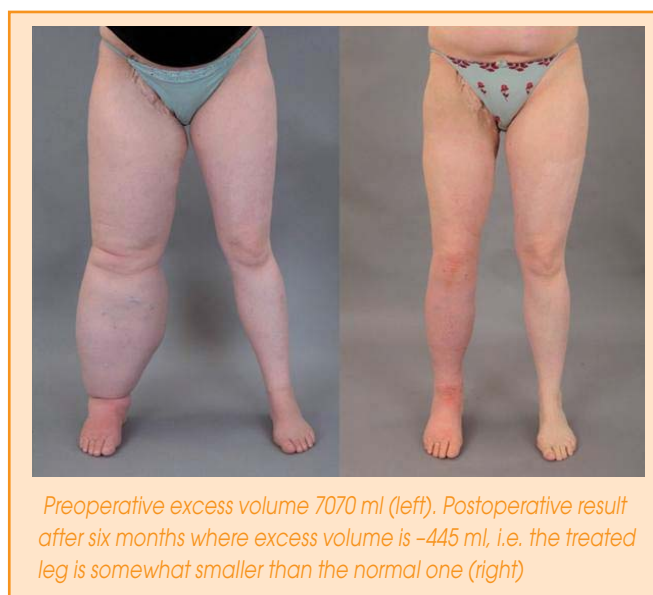 Preoperative excess volume 7070 ml (left). Postoperative result
after six months where excess volume is –445 ml, i.e. the treated
leg is somewhat smaller than the normal one (right)